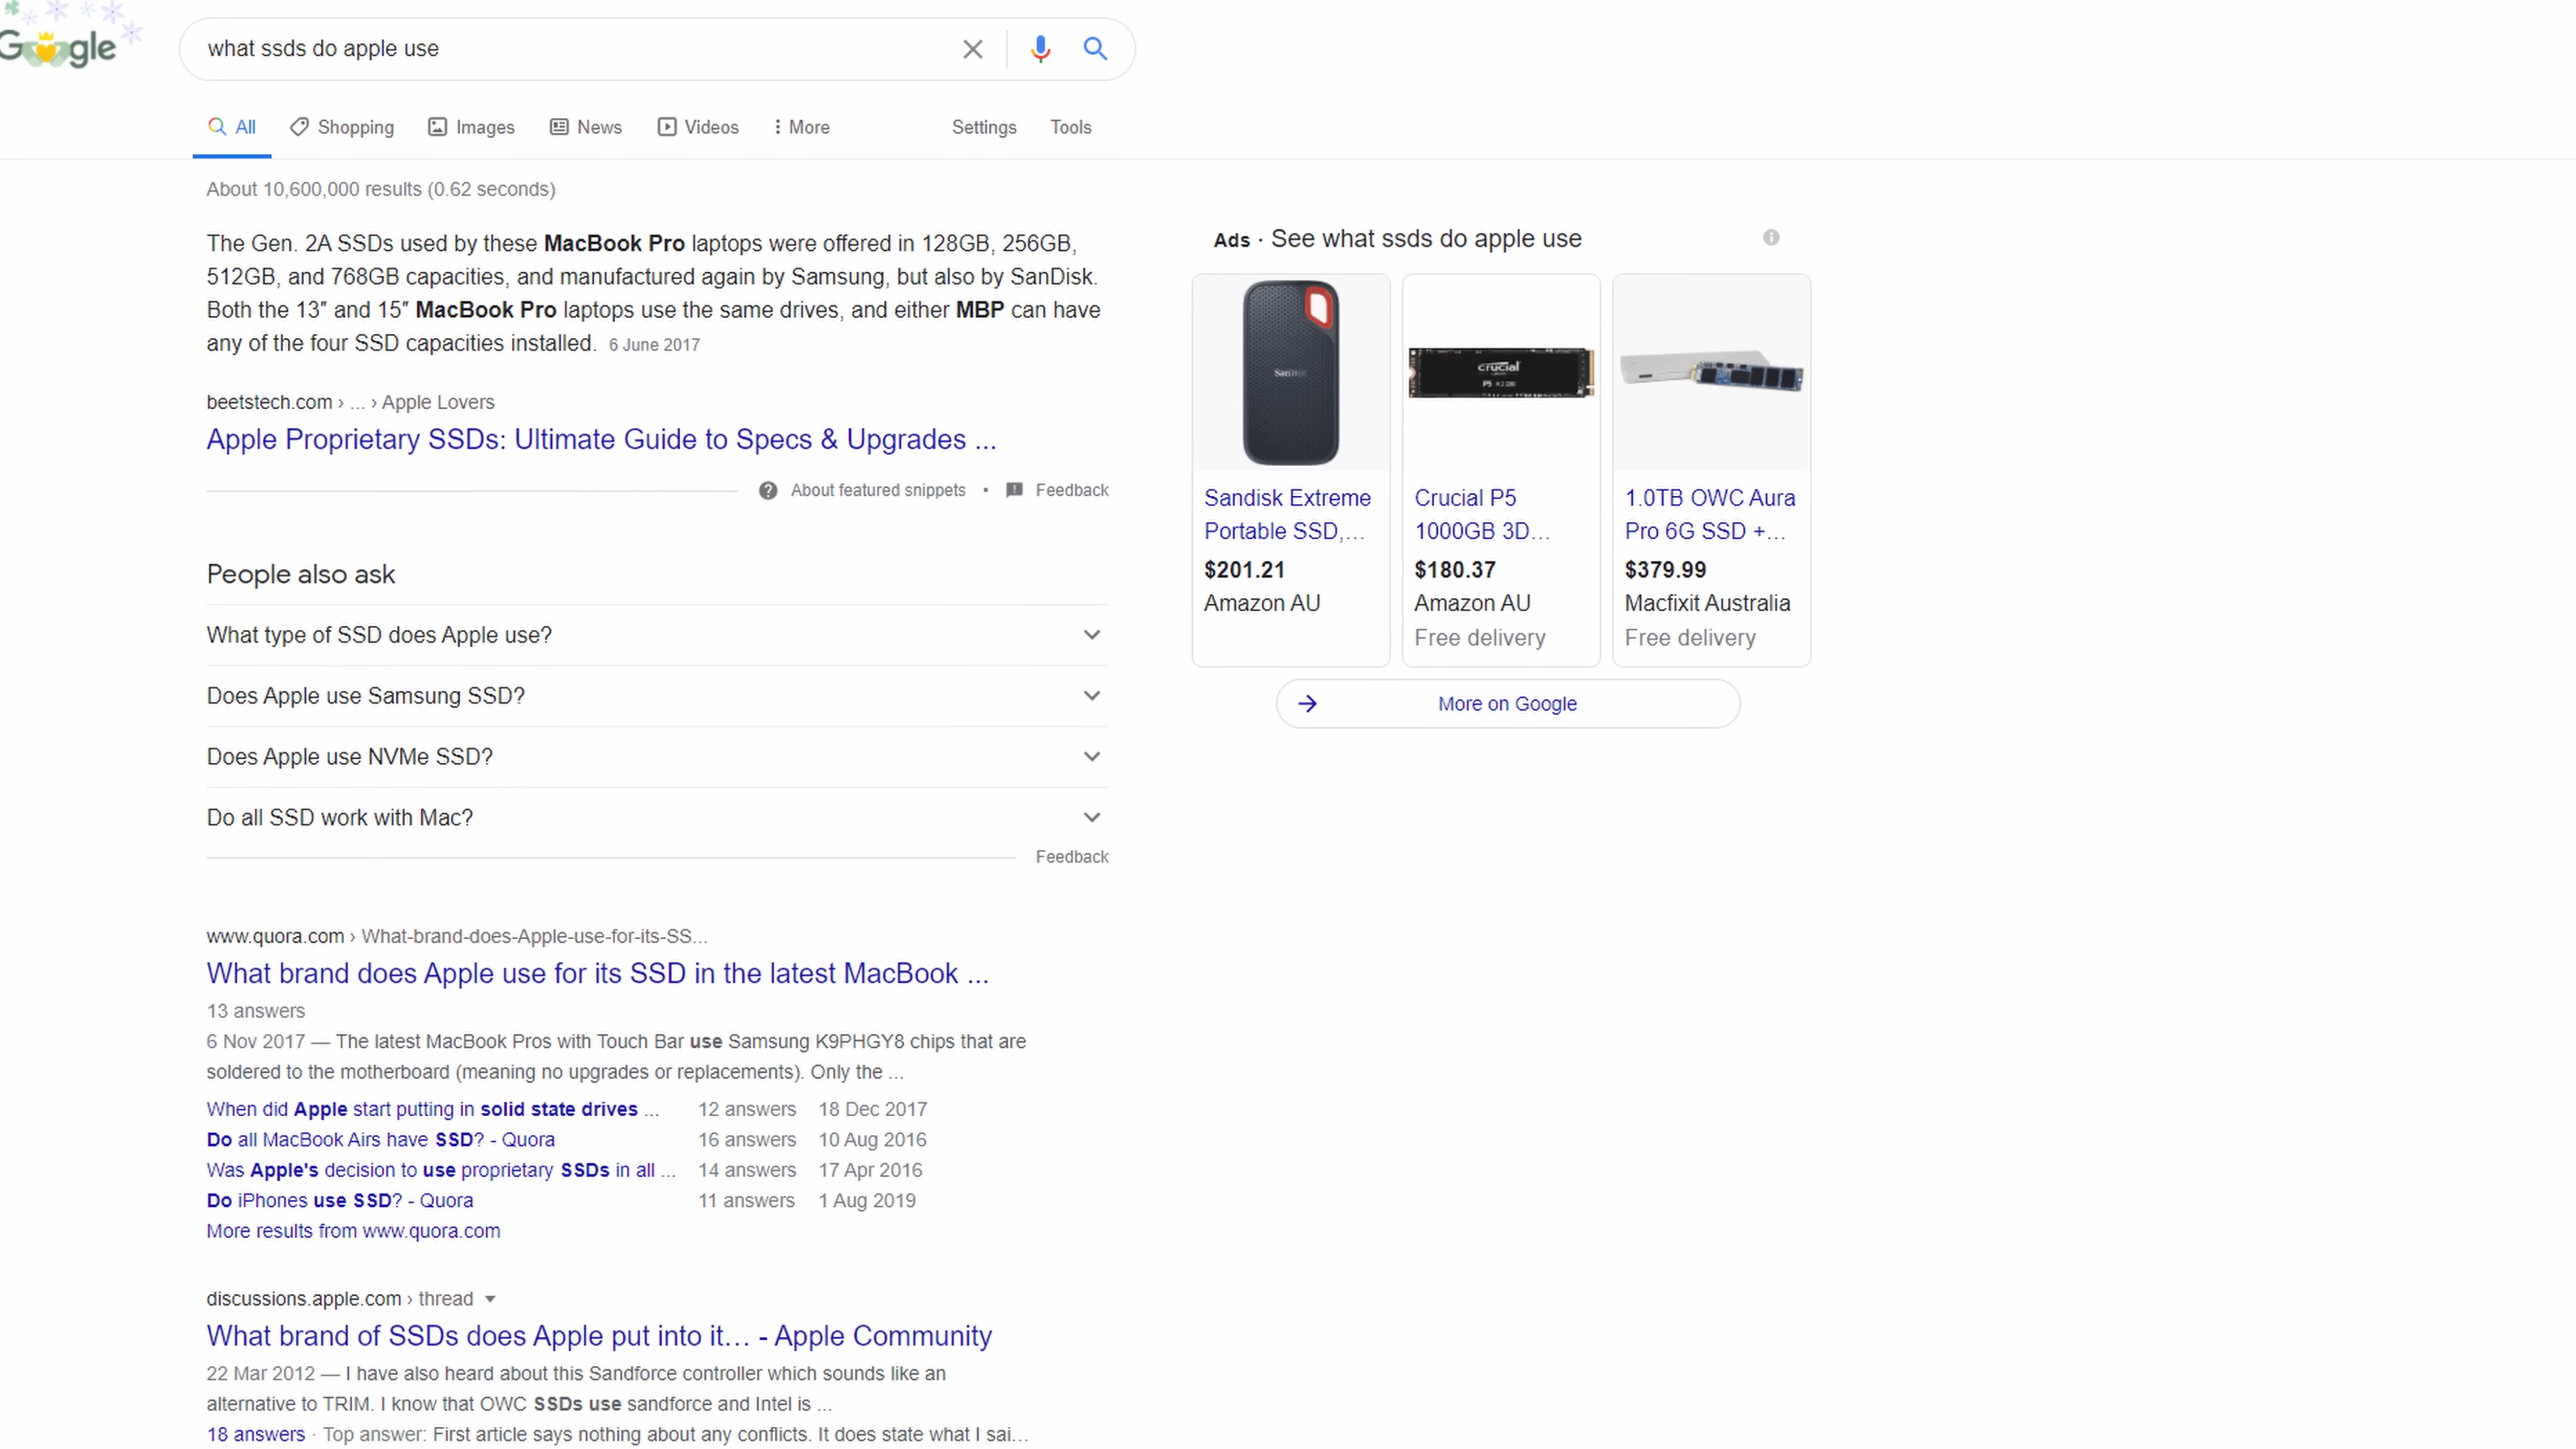 Google
what ssds do apple use
All Shopping Images News Videos More Settings Tools
About 10,600,000 results (0.62 seconds)
The Gen. 2A SSDs used by these MacBook Pro laptops were offered in 128GB, 256GB,
512GB, and 768GB capacities, and manufactured again by Samsung, but also by SanDisk.
Both the 13″ and 15″ MacBook Pro laptops use the same drives, and either MBP can have
any of the four SSD capacities installed. 6 June 2017
beetstech.com › ... › Apple Lovers
Apple Proprietary SSDs: Ultimate Guide to Specs & Upgrades ...
About featured snippets • Feedback
People also ask
What type of SSD does Apple use?
Does Apple use Samsung SSD?
Does Apple use NVMe SSD?
Do all SSD work with Mac?
Feedback
www.quora.com › What-brand-does-Apple-use-for-its-SS...
What brand does Apple use for its SSD in the latest MacBook ...
13 answers
6 Nov 2017 — The latest MacBook Pros with Touch Bar use Samsung K9PHGY8 chips that are
soldered to the motherboard (meaning no upgrades or replacements). Only the ...
When did Apple start putting in solid state drives ... 12 answers 18 Dec 2017
Do all MacBook Airs have SSD? - Quora 16 answers 10 Aug 2016
Was Apple's decision to use proprietary SSDs in all ... 14 answers 17 Apr 2016
Do iPhones use SSD? - Quora 11 answers 1 Aug 2019
More results from www.quora.com
discussions.apple.com › thread
What brand of SSDs does Apple put into it… - Apple Community
22 Mar 2012 — I have also heard about this Sandforce controller which sounds like an
alternative to TRIM. I know that OWC SSDs use sandforce and Intel is ...
18 answers · Top answer: First article says nothing about any conflicts. It does state what I sai…
Ads · See what ssds do apple use
SanDisk
crucial
P5
Sandisk Extreme
Portable SSD,...
$201.21
Amazon AU
Crucial P5
1000GB 3D...
$180.37
Amazon AU
Free delivery
1.0TB OWC Aura
Pro 6G SSD +...
$379.99
Macfixit Australia
Free delivery
More on Google